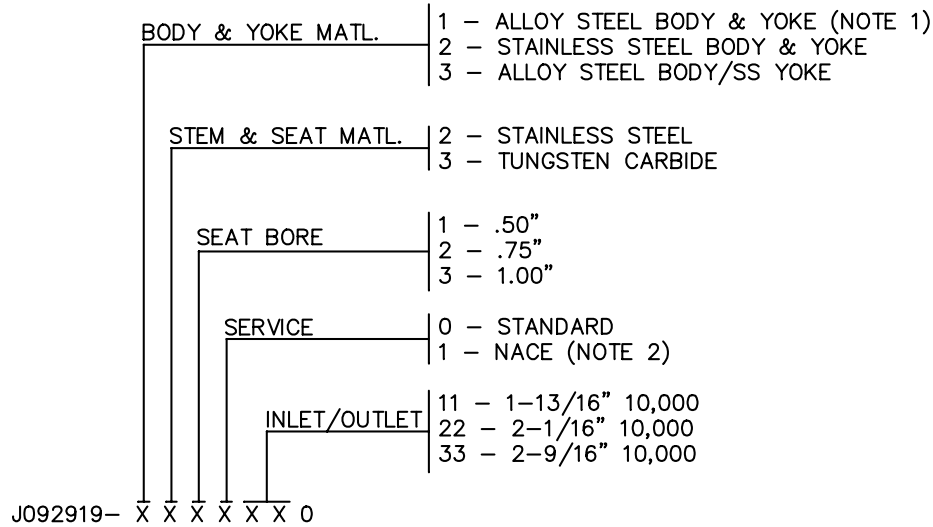 BODY & YOKE MATL.
1 – ALLOY STEEL BODY & YOKE (NOTE 1)
2 – STAINLESS STEEL BODY & YOKE
3 – ALLOY STEEL BODY/SS YOKE
STEM & SEAT MATL.
2 – STAINLESS STEEL
3 – TUNGSTEN CARBIDE
SEAT BORE
1 – .50"
2 – .75"
3 – 1.00"
SERVICE
0 – STANDARD
1 – NACE (NOTE 2)
INLET/OUTLET
11 – 1–13/16" 10,000
22 – 2–1/16" 10,000
33 – 2–9/16" 10,000
J092919– X X X X X X 0